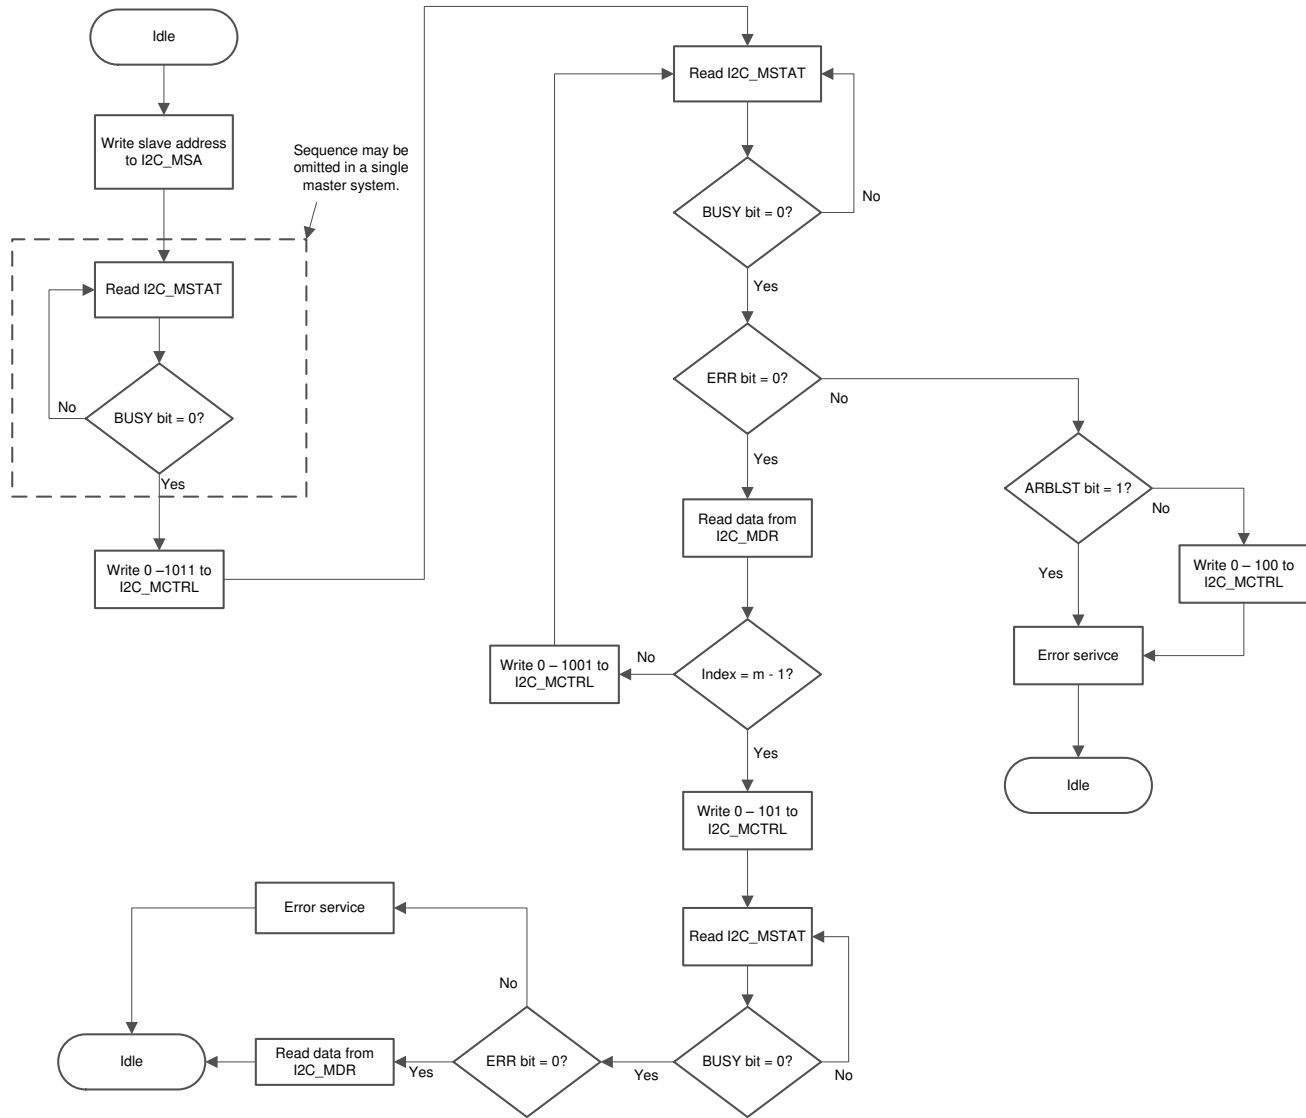 Idle
Write slave address
to I2C_MSA
Sequence may be
omitted in a single
master system.
Read I2C_MSTAT
BUSY bit = 0?
No
Yes
Write 0 –1011 to
I2C_MCTRL
Read I2C_MSTAT
BUSY bit = 0?
No
Yes
ERR bit = 0?
No
Yes
Read data from
I2C_MDR
Index = m - 1?
No
Write 0 – 1001 to
I2C_MCTRL
Yes
Write 0 – 101 to
I2C_MCTRL
Read I2C_MSTAT
BUSY bit = 0?
No
Yes
ERR bit = 0?
No
Error service
Yes
Read data from
I2C_MDR
Idle
ARBLST bit = 1?
No
Write 0 – 100 to
I2C_MCTRL
Yes
Error serivce
Idle